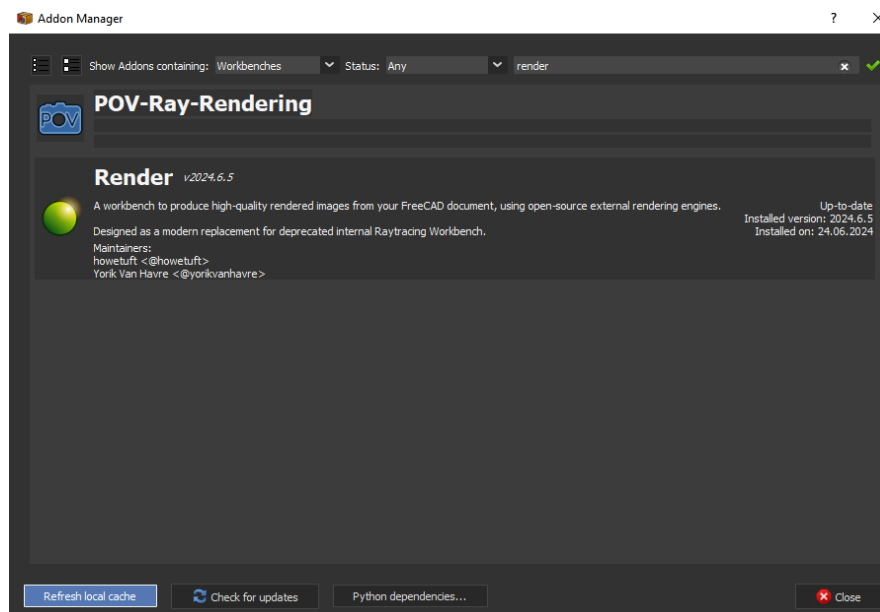 Addon Manager
?
Show Addons containing: Workbenches Status: Any render
POV
POV-Ray-Rendering
Render v2024.6.5
A workbench to produce high-quality rendered images from your FreeCAD document, using open-source external rendering engines.
Up-to-date
Installed version: 2024.6.5
Designed as a modern replacement for deprecated internal Raytracing Workbench.
Installed on: 24.06.2024
Maintainers:
howetuft <@howetuft>
Yorik Van Havre <@yorikvanhavre>
Refresh local cache Check for updates Python dependencies... Close